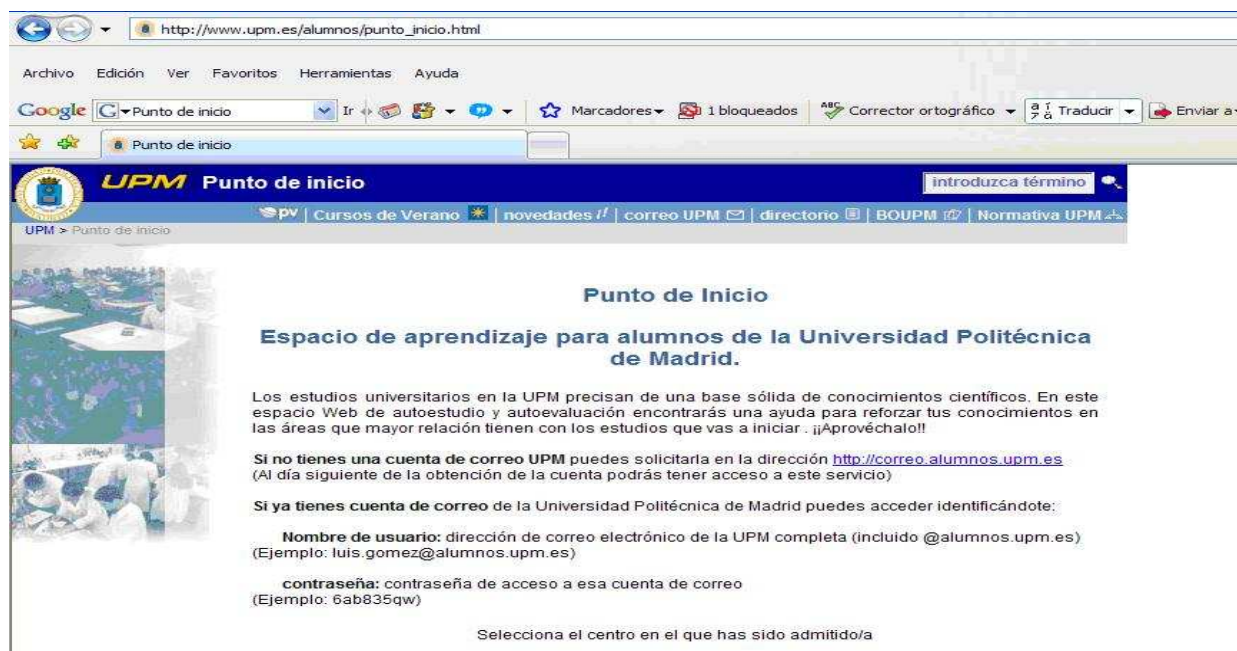 http://www.upm.es/alumnos/punto_inicio.html
Archivo Edición Ver Favoritos Herramientas Ayuda
Google G Punto de inicio Ir Marcadores 1 bloqueados ABC Corrector ortográfico Traducir Enviar a
Punto de inicio
UPM Punto de inicio introduzca término
pv | Cursos de Verano | novedades | correo UPM | directorio | BOUPM | Normativa UPM
UPM > Punto de inicio
Punto de Inicio
Espacio de aprendizaje para alumnos de la Universidad Politécnica
de Madrid.
Los estudios universitarios en la UPM precisan de una base sólida de conocimientos científicos. En este
espacio Web de autoestudio y autoevaluación encontrarás una ayuda para reforzar tus conocimientos en
las áreas que mayor relación tienen con los estudios que vas a iniciar . ¡¡Aprovéchalo!!
Si no tienes una cuenta de correo UPM puedes solicitarla en la dirección http://correo.alumnos.upm.es
(Al día siguiente de la obtención de la cuenta podrás tener acceso a este servicio)
Si ya tienes cuenta de correo de la Universidad Politécnica de Madrid puedes acceder identificándote:
Nombre de usuario: dirección de correo electrónico de la UPM completa (incluido @alumnos.upm.es)
(Ejemplo: luis.gomez@alumnos.upm.es)
contraseña: contraseña de acceso a esa cuenta de correo
(Ejemplo: 6ab835qw)
Selecciona el centro en el que has sido admitido/a